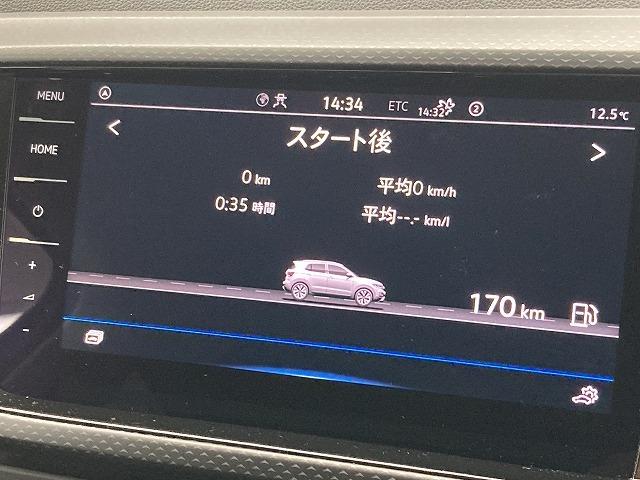 MENU
HOME
14:34
ETC
14:32
2
12.5℃
スタート後
0 km
平均0 km/h
0:35 時間
平均--.- km/l
170 km